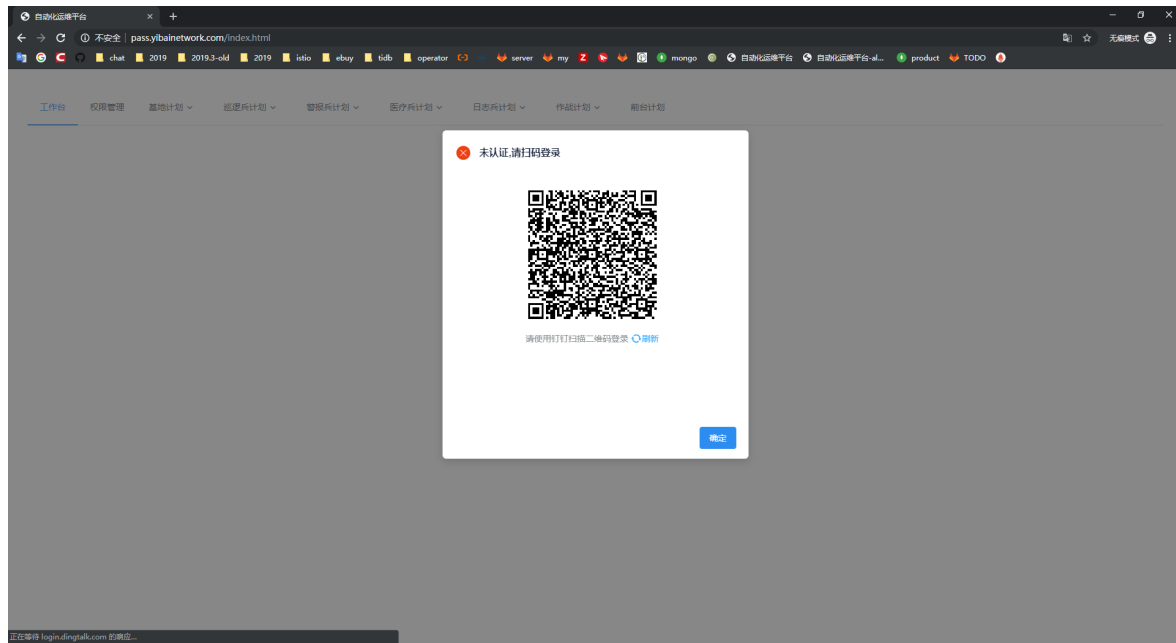 自动化运维平台
不安全 | pass.yibainetwork.com/index.html
无痕模式
chat 2019 2019.3-old 2019 istio ebuy tidb operator server my mongo 自动化运维平台 自动化运维平台-al... product TODO
工作台 权限管理 基地计划 巡逻兵计划 警报兵计划 医疗兵计划 日志兵计划 作战计划 前台计划
未认证,请扫码登录
请使用钉钉扫描二维码登录 刷新
确定
正在等待 login.dingtalk.com 的响应...